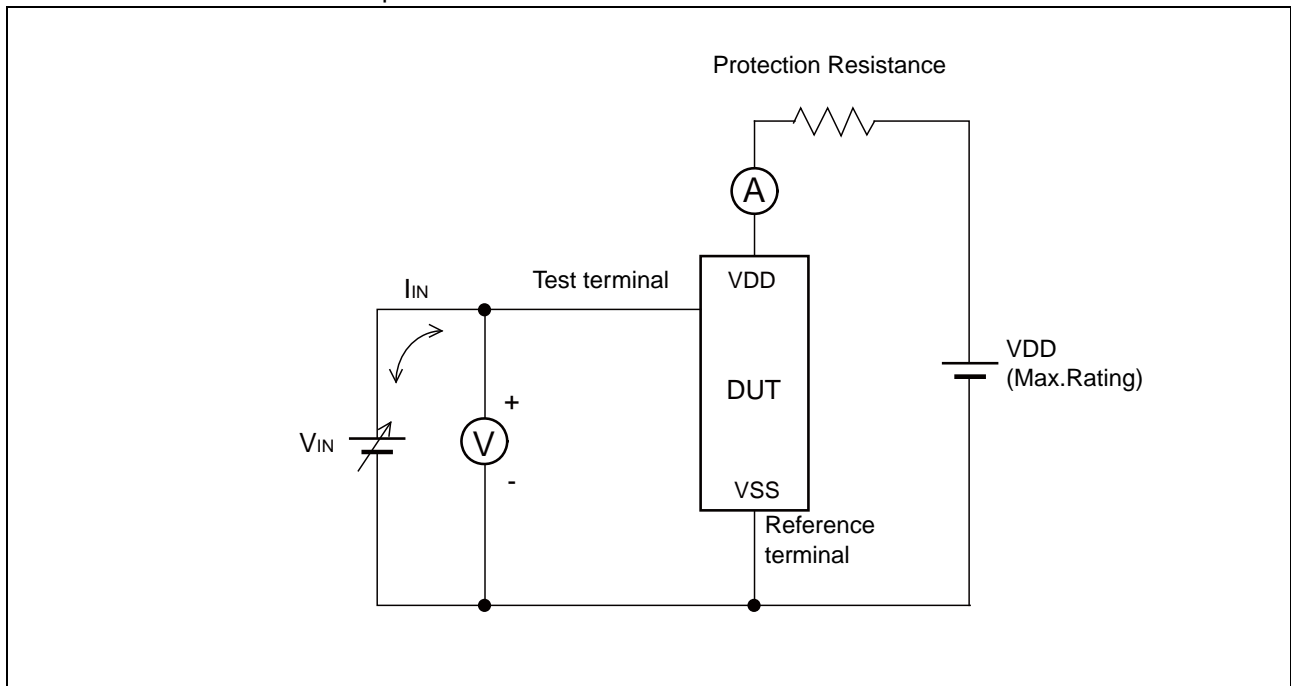 Protection Resistance
A
Test terminal
VDD
IIN
VDD
(Max.Rating)
DUT
+
VIN
V
-
VSS
Reference
terminal